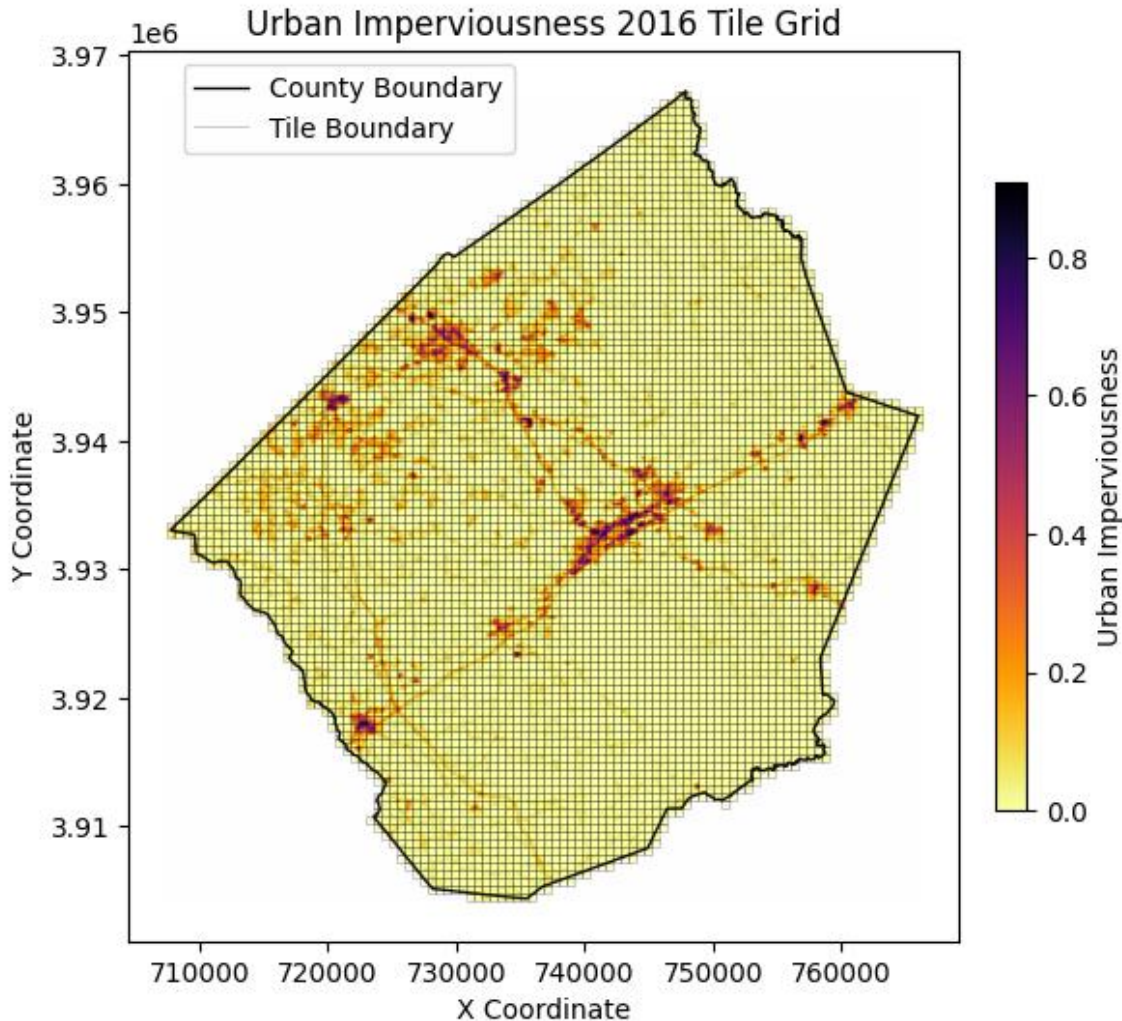 Urban Imperviousness 2016 Tile Grid
1e6
County Boundary
Tile Boundary
3.97
3.96
3.95
3.94
3.93
3.92
3.91
Y Coordinate
710000 720000 730000 740000 750000 760000
X Coordinate
0.8
0.6
0.4
0.2
0.0
Urban Imperviousness